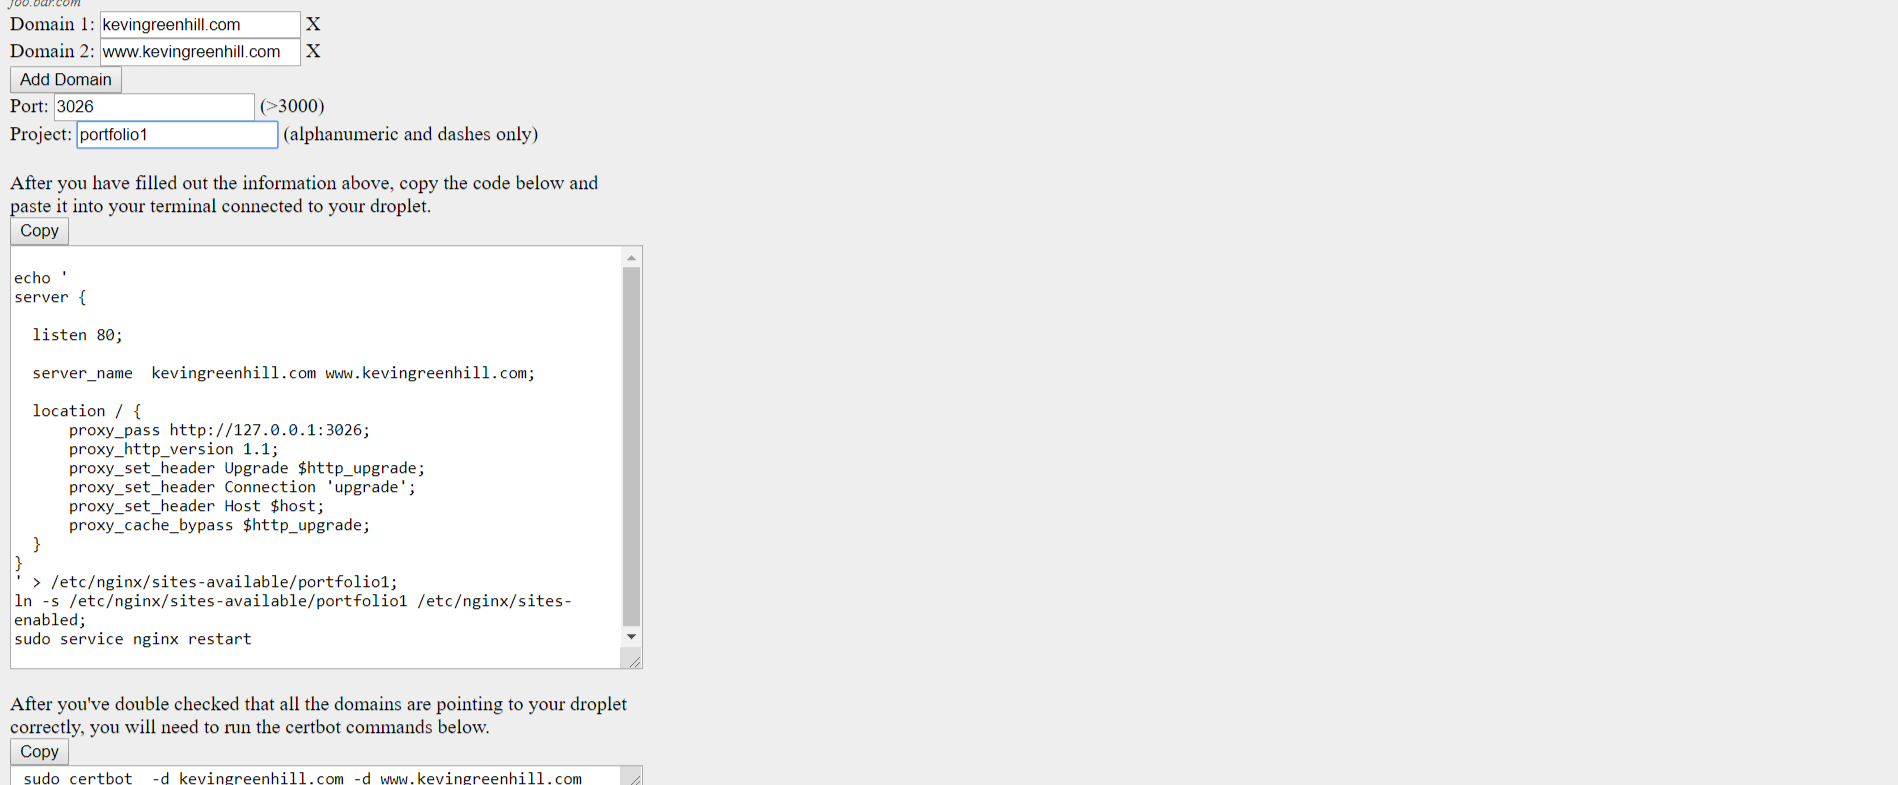 foo.bar.com
Domain 1: kevingreenhill.com X
Domain 2: www.kevingreenhill.com X
Add Domain
Port: 3026 (>3000)
Project: portfolio1 (alphanumeric and dashes only)
After you have filled out the information above, copy the code below and
paste it into your terminal connected to your droplet.
Copy
echo '
server {
listen 80;
server_name  kevingreenhill.com www.kevingreenhill.com;
location / {
proxy_pass http://127.0.0.1:3026;
proxy_http_version 1.1;
proxy_set_header Upgrade $http_upgrade;
proxy_set_header Connection 'upgrade';
proxy_set_header Host $host;
proxy_cache_bypass $http_upgrade;
}
}
' > /etc/nginx/sites-available/portfolio1;
ln -s /etc/nginx/sites-available/portfolio1 /etc/nginx/sites-
enabled;
sudo service nginx restart
After you've double checked that all the domains are pointing to your droplet
correctly, you will need to run the certbot commands below.
Copy
sudo certbot  -d kevingreenhill.com -d www.kevingreenhill.com